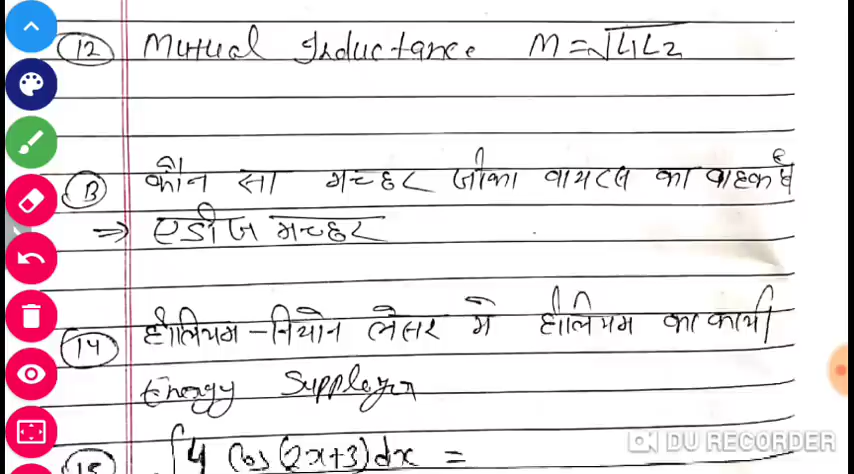 12 Mutual Inductance M = √L1L2
13 कौन सा मच्छर जीका वायरस का वाहक है
⇒ एडीज मच्छर
14 हीलियम - नियोन लेसर मे हीलियम का कार्य
Energy Supplayer
15 ∫4 Cos(2x+3)dx =
DU RECORDER